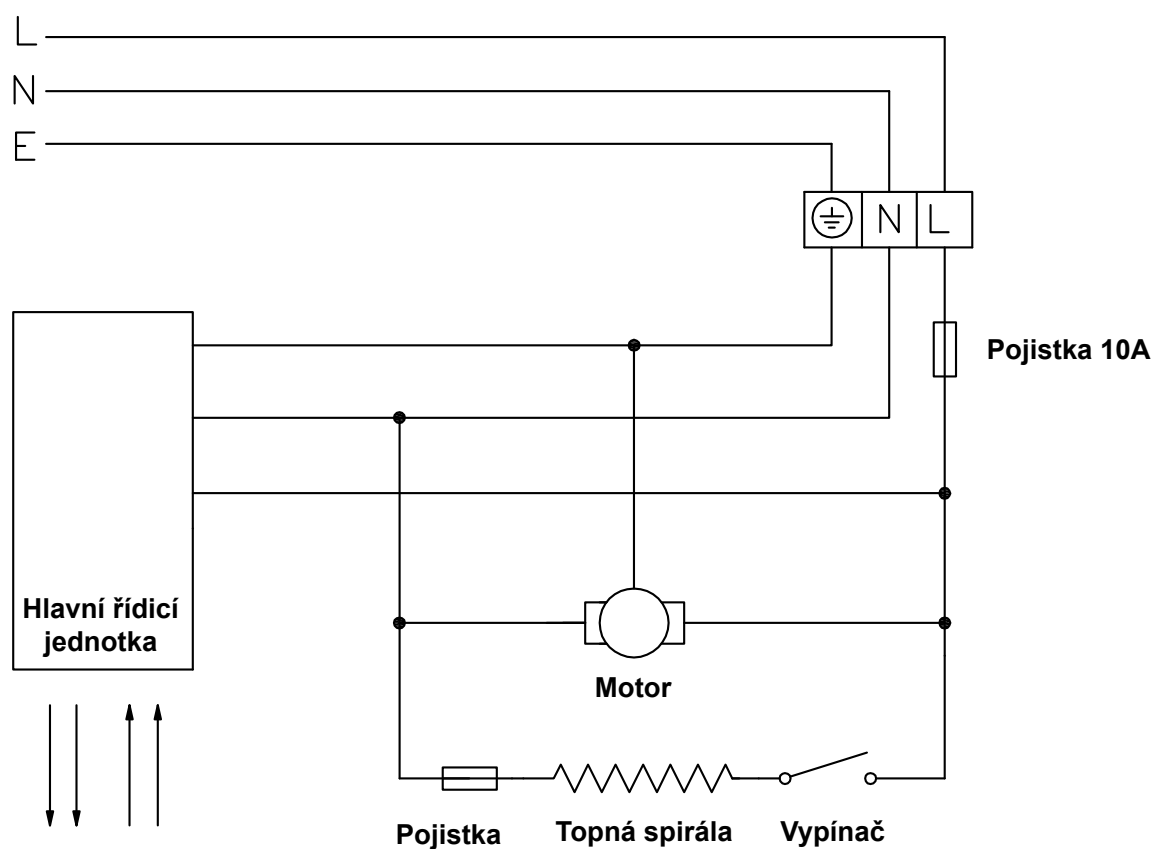 L
N
E
N L
Pojistka 10A
Hlavní řídicí
jednotka
Motor
Pojistka
Topná spirála
Vypínač